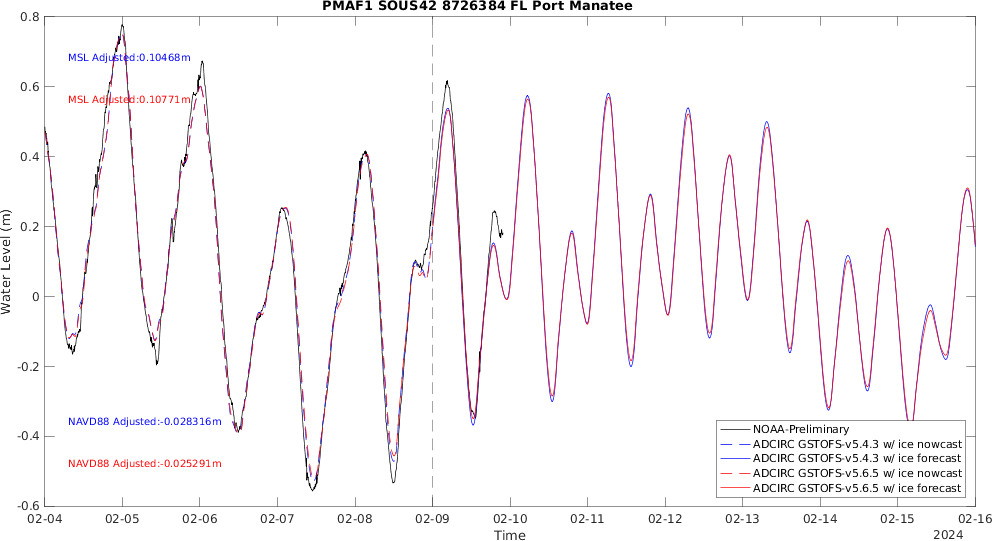 PMAF1 SOUS42 8726384 FL Port Manatee
0.8
0.6
0.4
0.2
0
-0.2
-0.4
-0.6
Water Level (m)
MSL Adjusted:0.10468m
MSL Adjusted:0.10771m
NAVD88 Adjusted:-0.028316m
NAVD88 Adjusted:-0.025291m
NOAA-Preliminary
ADCIRC GSTOFS-v5.4.3 w/ ice nowcast
ADCIRC GSTOFS-v5.4.3 w/ ice forecast
ADCIRC GSTOFS-v5.6.5 w/ ice nowcast
ADCIRC GSTOFS-v5.6.5 w/ ice forecast
02-04 02-05 02-06 02-07 02-08 02-09 02-10 02-11 02-12 02-13 02-14 02-15 02-16
Time
2024